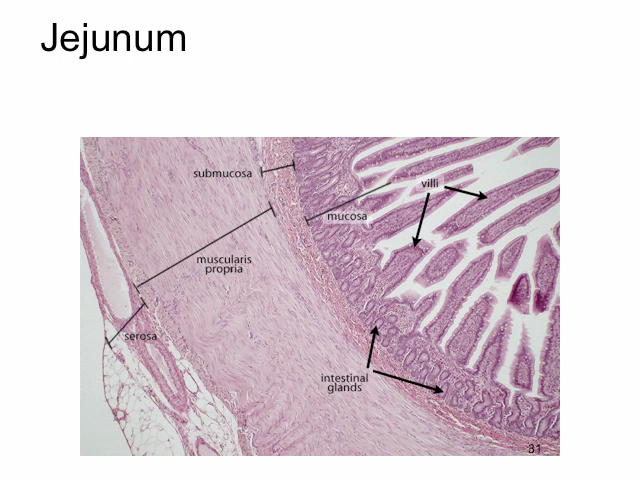 Jejunum
submucosa
villi
mucosa
muscularis
propria
serosa
intestinal
glands
31